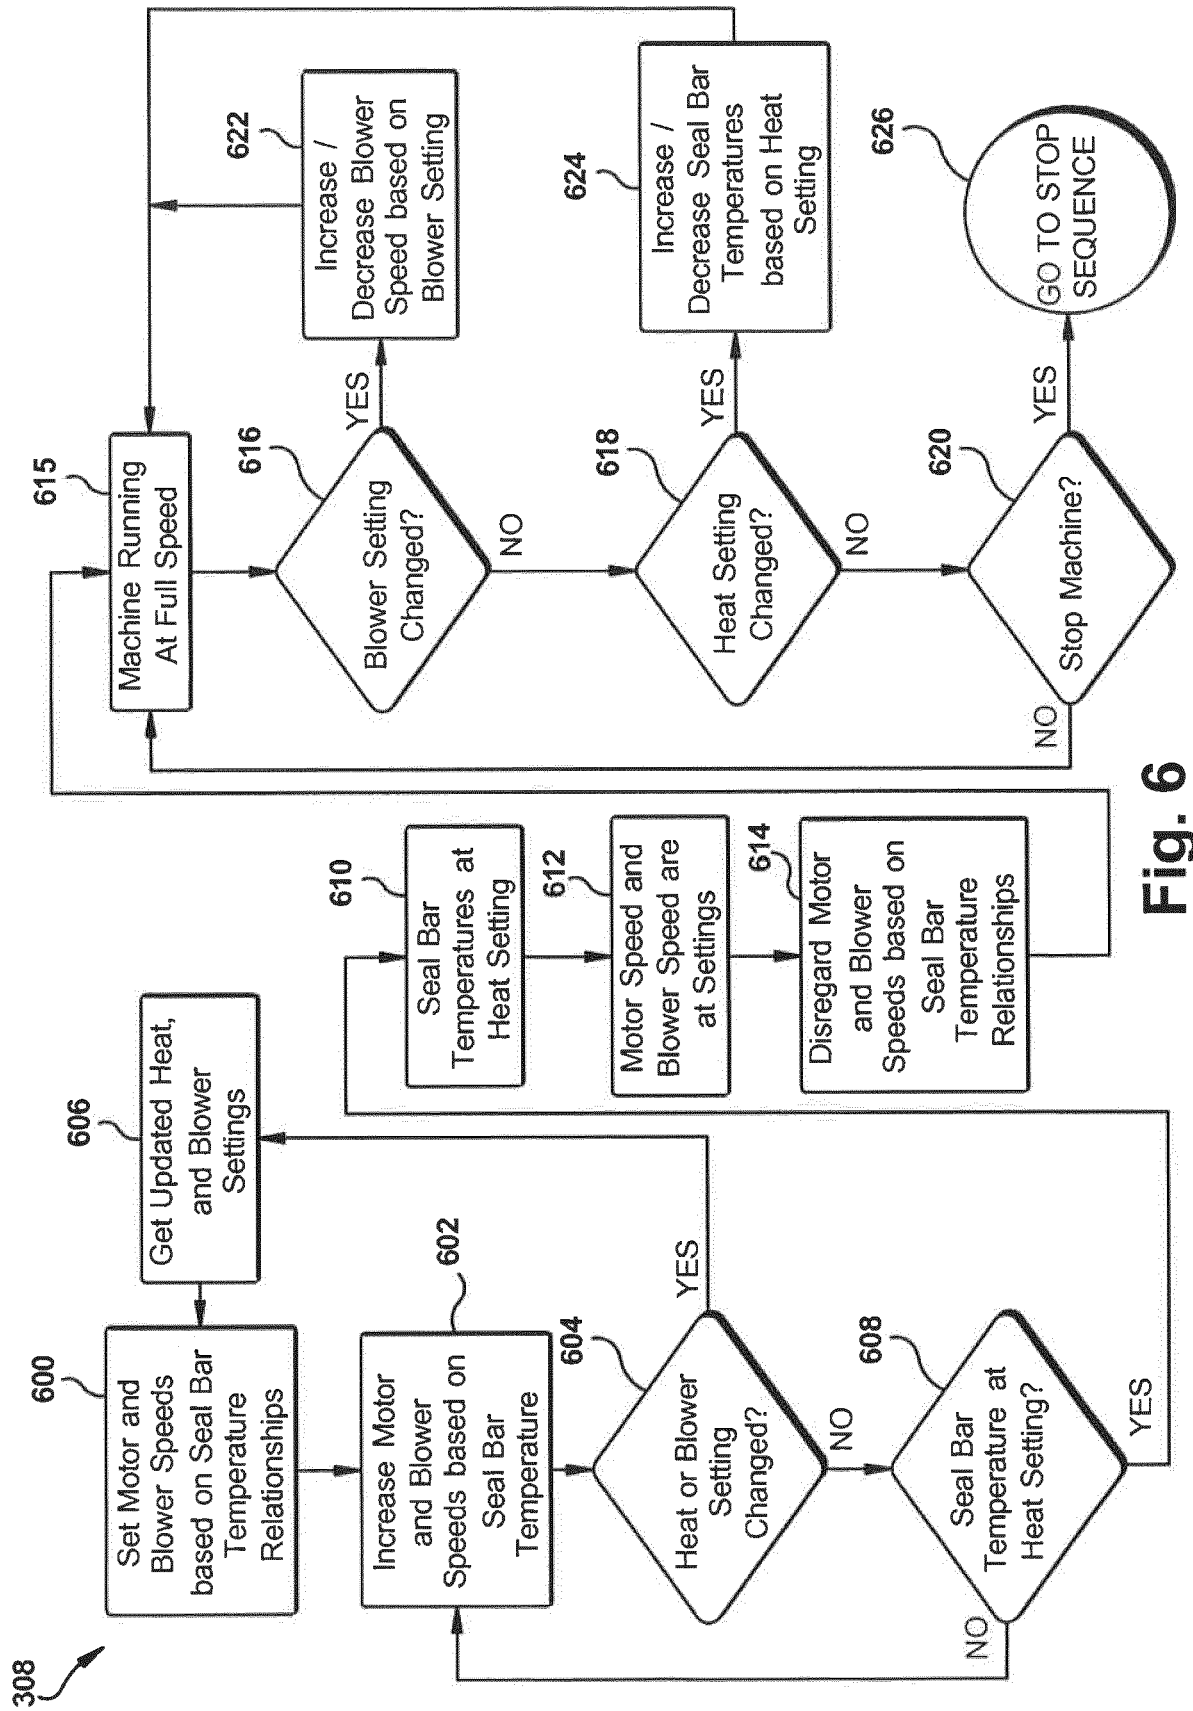 308
600
Set Motor and
Blower Speeds
based on Seal Bar
Temperature
Relationships
606
Get Updated Heat,
and Blower
Settings
602
Increase Motor
and Blower
Speeds based on
Seal Bar
Temperature
604
Heat or Blower
Setting
Changed?
YES
NO
608
Seal Bar
Temperature at
Heat Setting?
NO
YES
610
Seal Bar
Temperatures at
Heat Setting
612
Motor Speed and
Blower Speed are
at Settings
614
Disregard Motor
and Blower
Speeds based on
Seal Bar
Temperature
Relationships
615
Machine Running
At Full Speed
616
Blower Setting
Changed?
YES
NO
622
Increase /
Decrease Blower
Speed based on
Blower Setting
618
Heat Setting
Changed?
YES
NO
624
Increase /
Decrease Seal Bar
Temperatures
based on Heat
Setting
620
Stop Machine?
NO
YES
626
GO TO STOP
SEQUENCE
Fig. 6